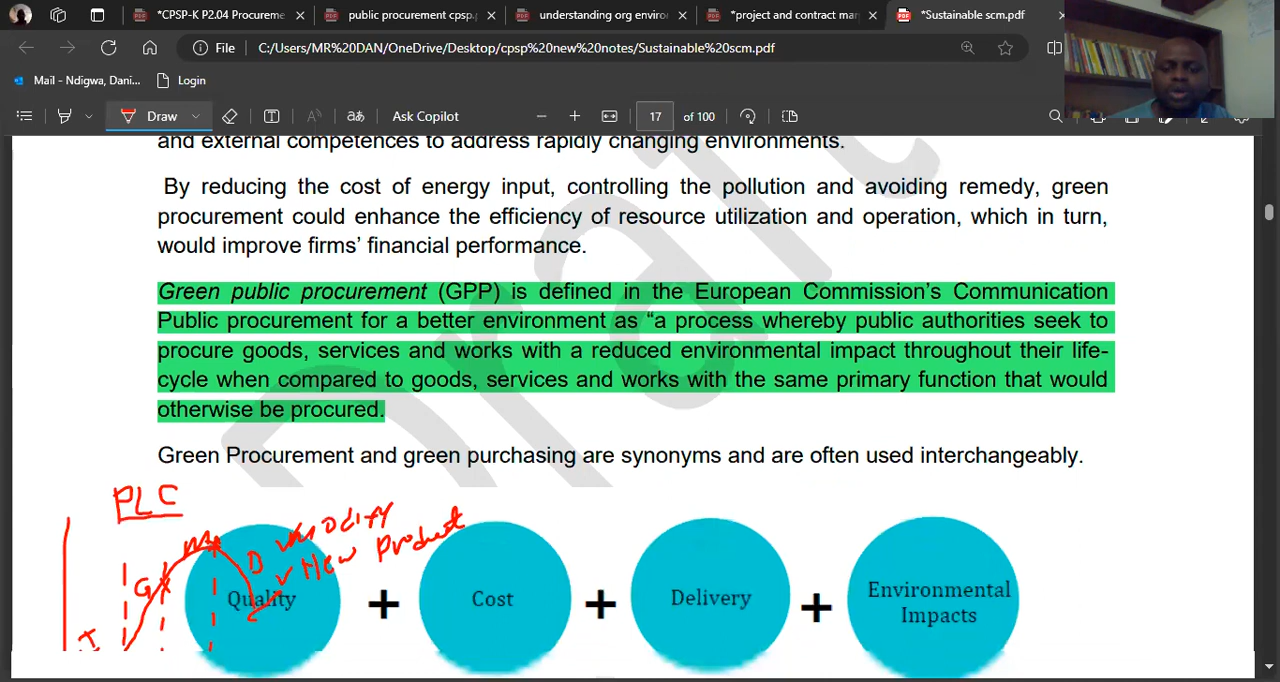 *CPSP-K P2.04 Procureme
public procurement cpsp.p
understanding org enviro
*project and contract mar
*Sustainable scm.pdf
File
C:/Users/MR%20DAN/OneDrive/Desktop/cpsp%20new%20notes/Sustainable%20scm.pdf
Mail - Ndigwa, Dani...
Login
Draw
aあ
Ask Copilot
17
of 100
and external competences to address rapidly changing environments.
By reducing the cost of energy input, controlling the pollution and avoiding remedy, green
procurement could enhance the efficiency of resource utilization and operation, which in turn,
would improve firms' financial performance.
Green public procurement (GPP) is defined in the European Commission's Communication
Public procurement for a better environment as “a process whereby public authorities seek to
procure goods, services and works with a reduced environmental impact throughout their life-
cycle when compared to goods, services and works with the same primary function that would
otherwise be procured.
Green Procurement and green purchasing are synonyms and are often used interchangeably.
PLC
Modify
New Product
I
G
M
D
Quality
+
Cost
+
Delivery
+
Environmental
Impacts